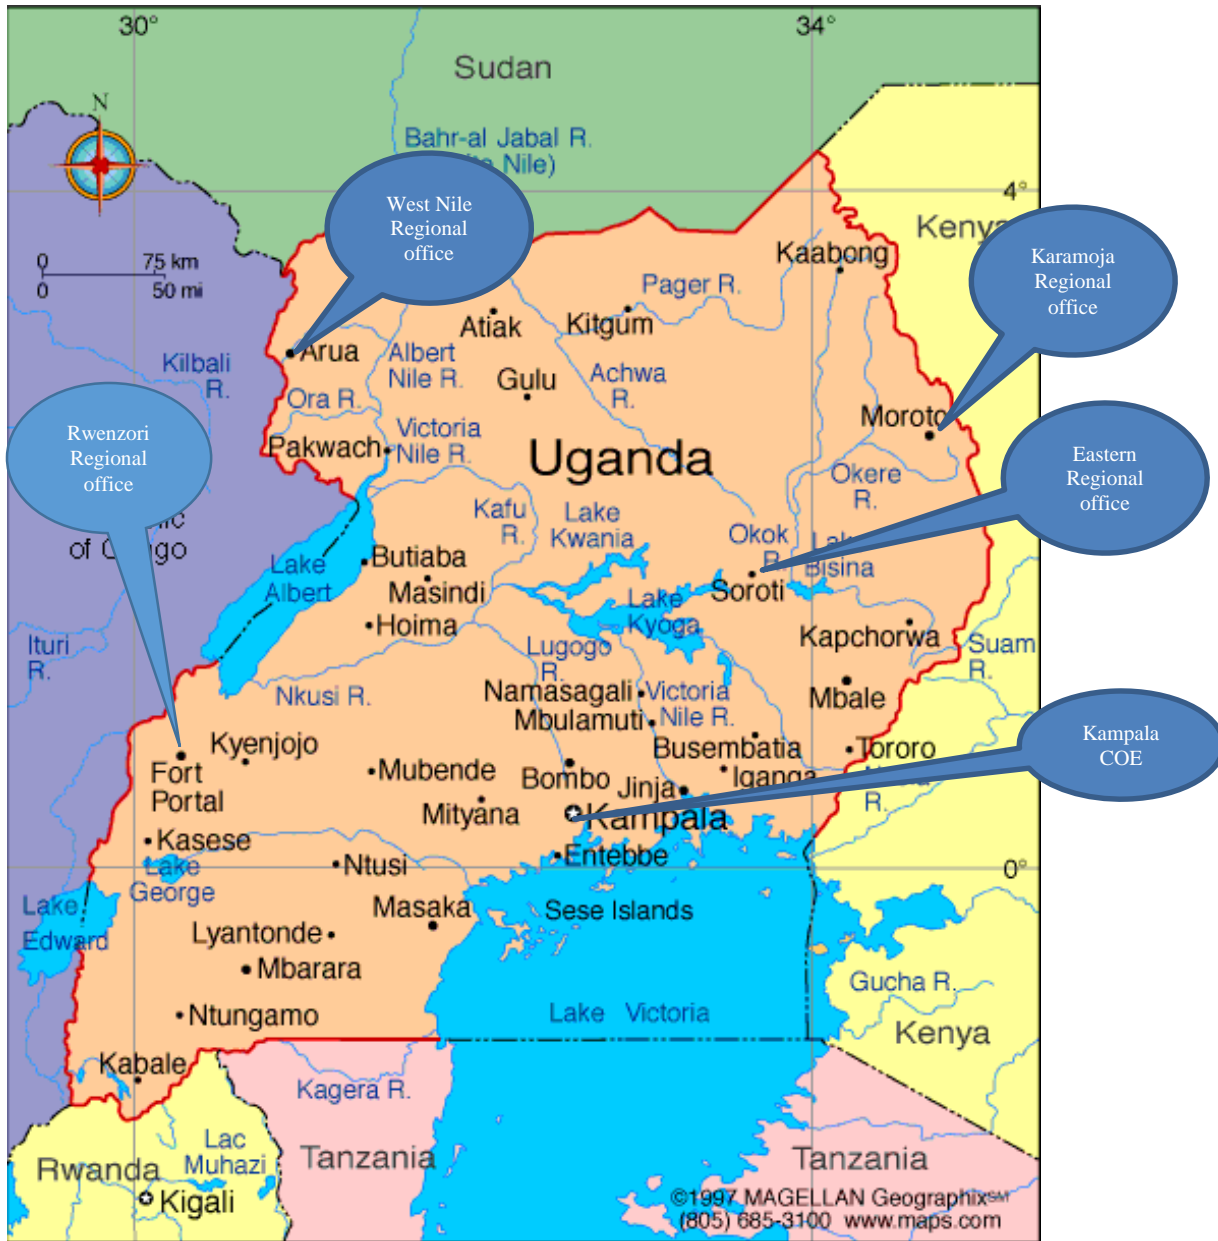 30°
34°
Sudan
N
Bahr-al Jabal R.
Nile)
4°
West Nile
Regional
office
Kenya
Kaabong
Karamoja
Regional
office
0 75 km
0 50 mi
Pager R.
Atiak
Kitgum
Kilbali
R.
Arua
Albert
Nile R.
Achwa
R.
Gulu
Ora R.
Moroto
Rwenzori
Regional
office
Pakwach
Victoria
Nile R.
Uganda
Eastern
Regional
office
Okere
R.
Kafu
R.
Lake
Kwania
Okok
R.
of
Butiaba
Lake
Albert
Masindi
Soroti
Bisina
Lake
Kyoga
Hoima
Kapchorwa
Ituri
R.
Lugogo
R.
Suam
R.
Nkusi R.
Namasagali
Victoria
Nile R.
Mbale
Mbulamuti
Kampala
COE
Kyenjojo
Busembatia
Tororo
Fort
Portal
Mubende
Bombo
Iganga
Jinja
R.
Mityana
Kampala
Kasese
Entebbe
Lake
George
Ntusi
0°
Lake
Edward
Masaka
Sese Islands
Lyantonde
Mbarara
Gucha R.
Ntungamo
Lake Victoria
Kenya
Kabale
Kagera R.
Lac
Muhazi
Rwanda
Tanzania
Tanzania
Kigali
©1997 MAGELLAN Geographix℠
(805) 685-3100 www.maps.com